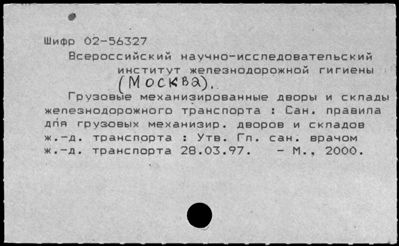 Шифр 02-56327
Всероссийский научно-исследовательский
институт железнодорожной гигиены
(Москва).
Грузовые механизированные дворы и склады
железнодорожного транспорта : Сан. правила
для грузовых механизир. дворов и складов
ж.-д. транспорта : Утв. Гл. сан. врачом
ж.-д. транспорта 28.03.97. - М., 2000.